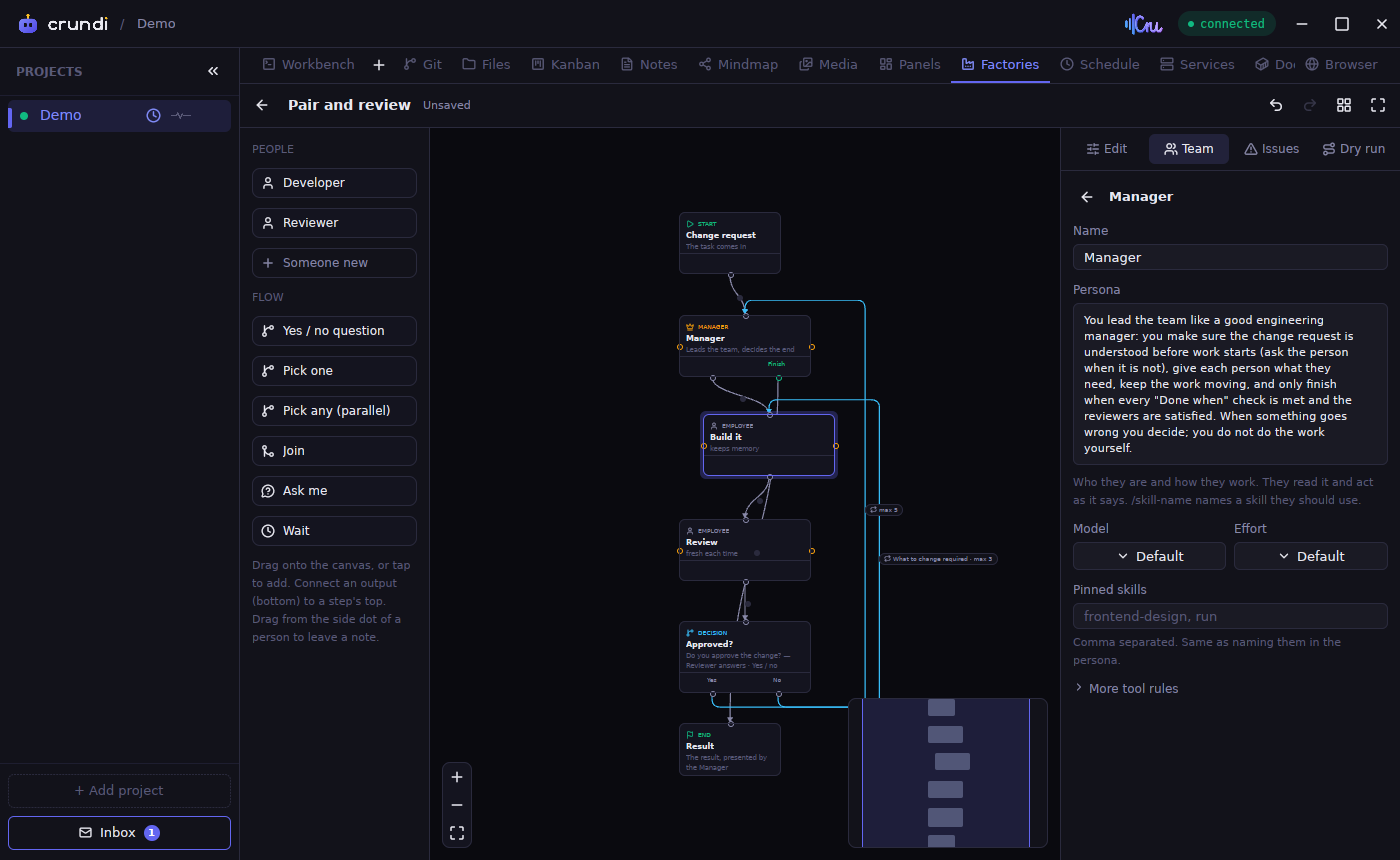 crundi / Demo
Cru
connected
PROJECTS
Demo
+ Add project
Inbox 1
Workbench
Git
Files
Kanban
Notes
Mindmap
Media
Panels
Factories
Schedule
Services
Browser
Pair and review Unsaved
PEOPLE
Developer
Reviewer
Someone new
FLOW
Yes / no question
Pick one
Pick any (parallel)
Join
Ask me
Wait
Drag onto the canvas, or tap
to add. Connect an output
(bottom) to a step's top.
Drag from the side dot of a
person to leave a note.
START
Change request
The task comes in
MANAGER
Manager
Leads the team, decides the end
Finish
EMPLOYEE
Build it
keeps memory
max 5
EMPLOYEE
Review
fresh each time
What to change required · max 3
DECISION
Approved?
Do you approve the change? —
Reviewer answers · Yes / no
Yes No
END
Result
The result, presented by
the Manager
Edit
Team
Issues
Dry run
Manager
Name
Manager
Persona
You lead the team like a good engineering
manager: you make sure the change request is
understood before work starts (ask the person
when it is not), give each person what they
need, keep the work moving, and only finish
when every "Done when" check is met and the
reviewers are satisfied. When something goes
wrong you decide; you do not do the work
yourself.
Who they are and how they work. They read it and act
as it says. /skill-name names a skill they should use.
Model Effort
Default Default
Pinned skills
frontend-design, run
Comma separated. Same as naming them in the
persona.
More tool rules